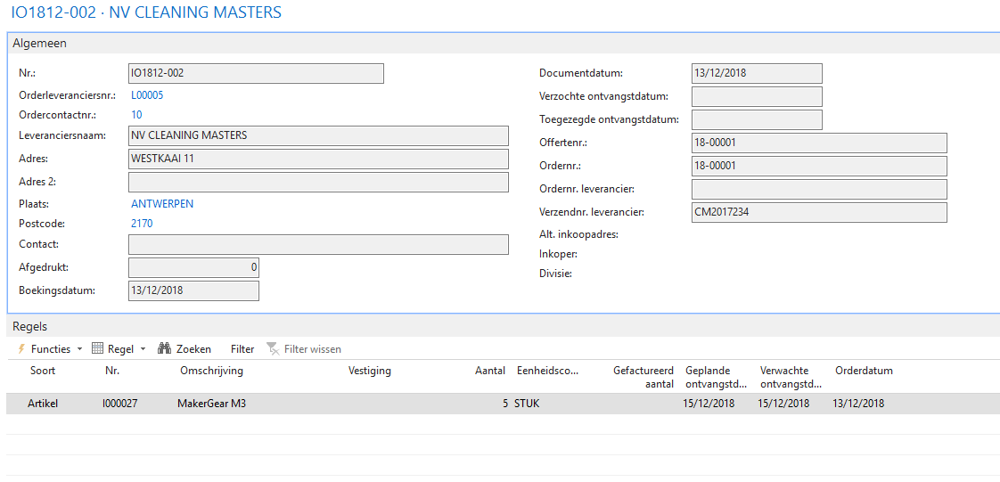 IO1812-002 · NV CLEANING MASTERS
Algemeen
Nr.: IO1812-002
Orderleveranciersnr.: L00005
Ordercontactnr.: 10
Leveranciersnaam: NV CLEANING MASTERS
Adres: WESTKAAI 11
Adres 2:
Plaats: ANTWERPEN
Postcode: 2170
Contact:
Afgedrukt: 0
Boekingsdatum: 13/12/2018
Documentdatum: 13/12/2018
Verzochte ontvangstdatum:
Toegezegde ontvangstdatum:
Offertenr.: 18-00001
Ordernr.: 18-00001
Ordernr. leverancier:
Verzendnr. leverancier: CM2017234
Alt. inkoopadres:
Inkoper:
Divisie:
Regels
Functies Regel Zoeken Filter Filter wissen
Soort Nr. Omschrijving Vestiging Aantal Eenheidsco... Gefactureerd Geplande Verwachte Orderdatum
aantal ontvangstd... ontvangstd...
Artikel I000027 MakerGear M3 5 STUK 15/12/2018 15/12/2018 13/12/2018